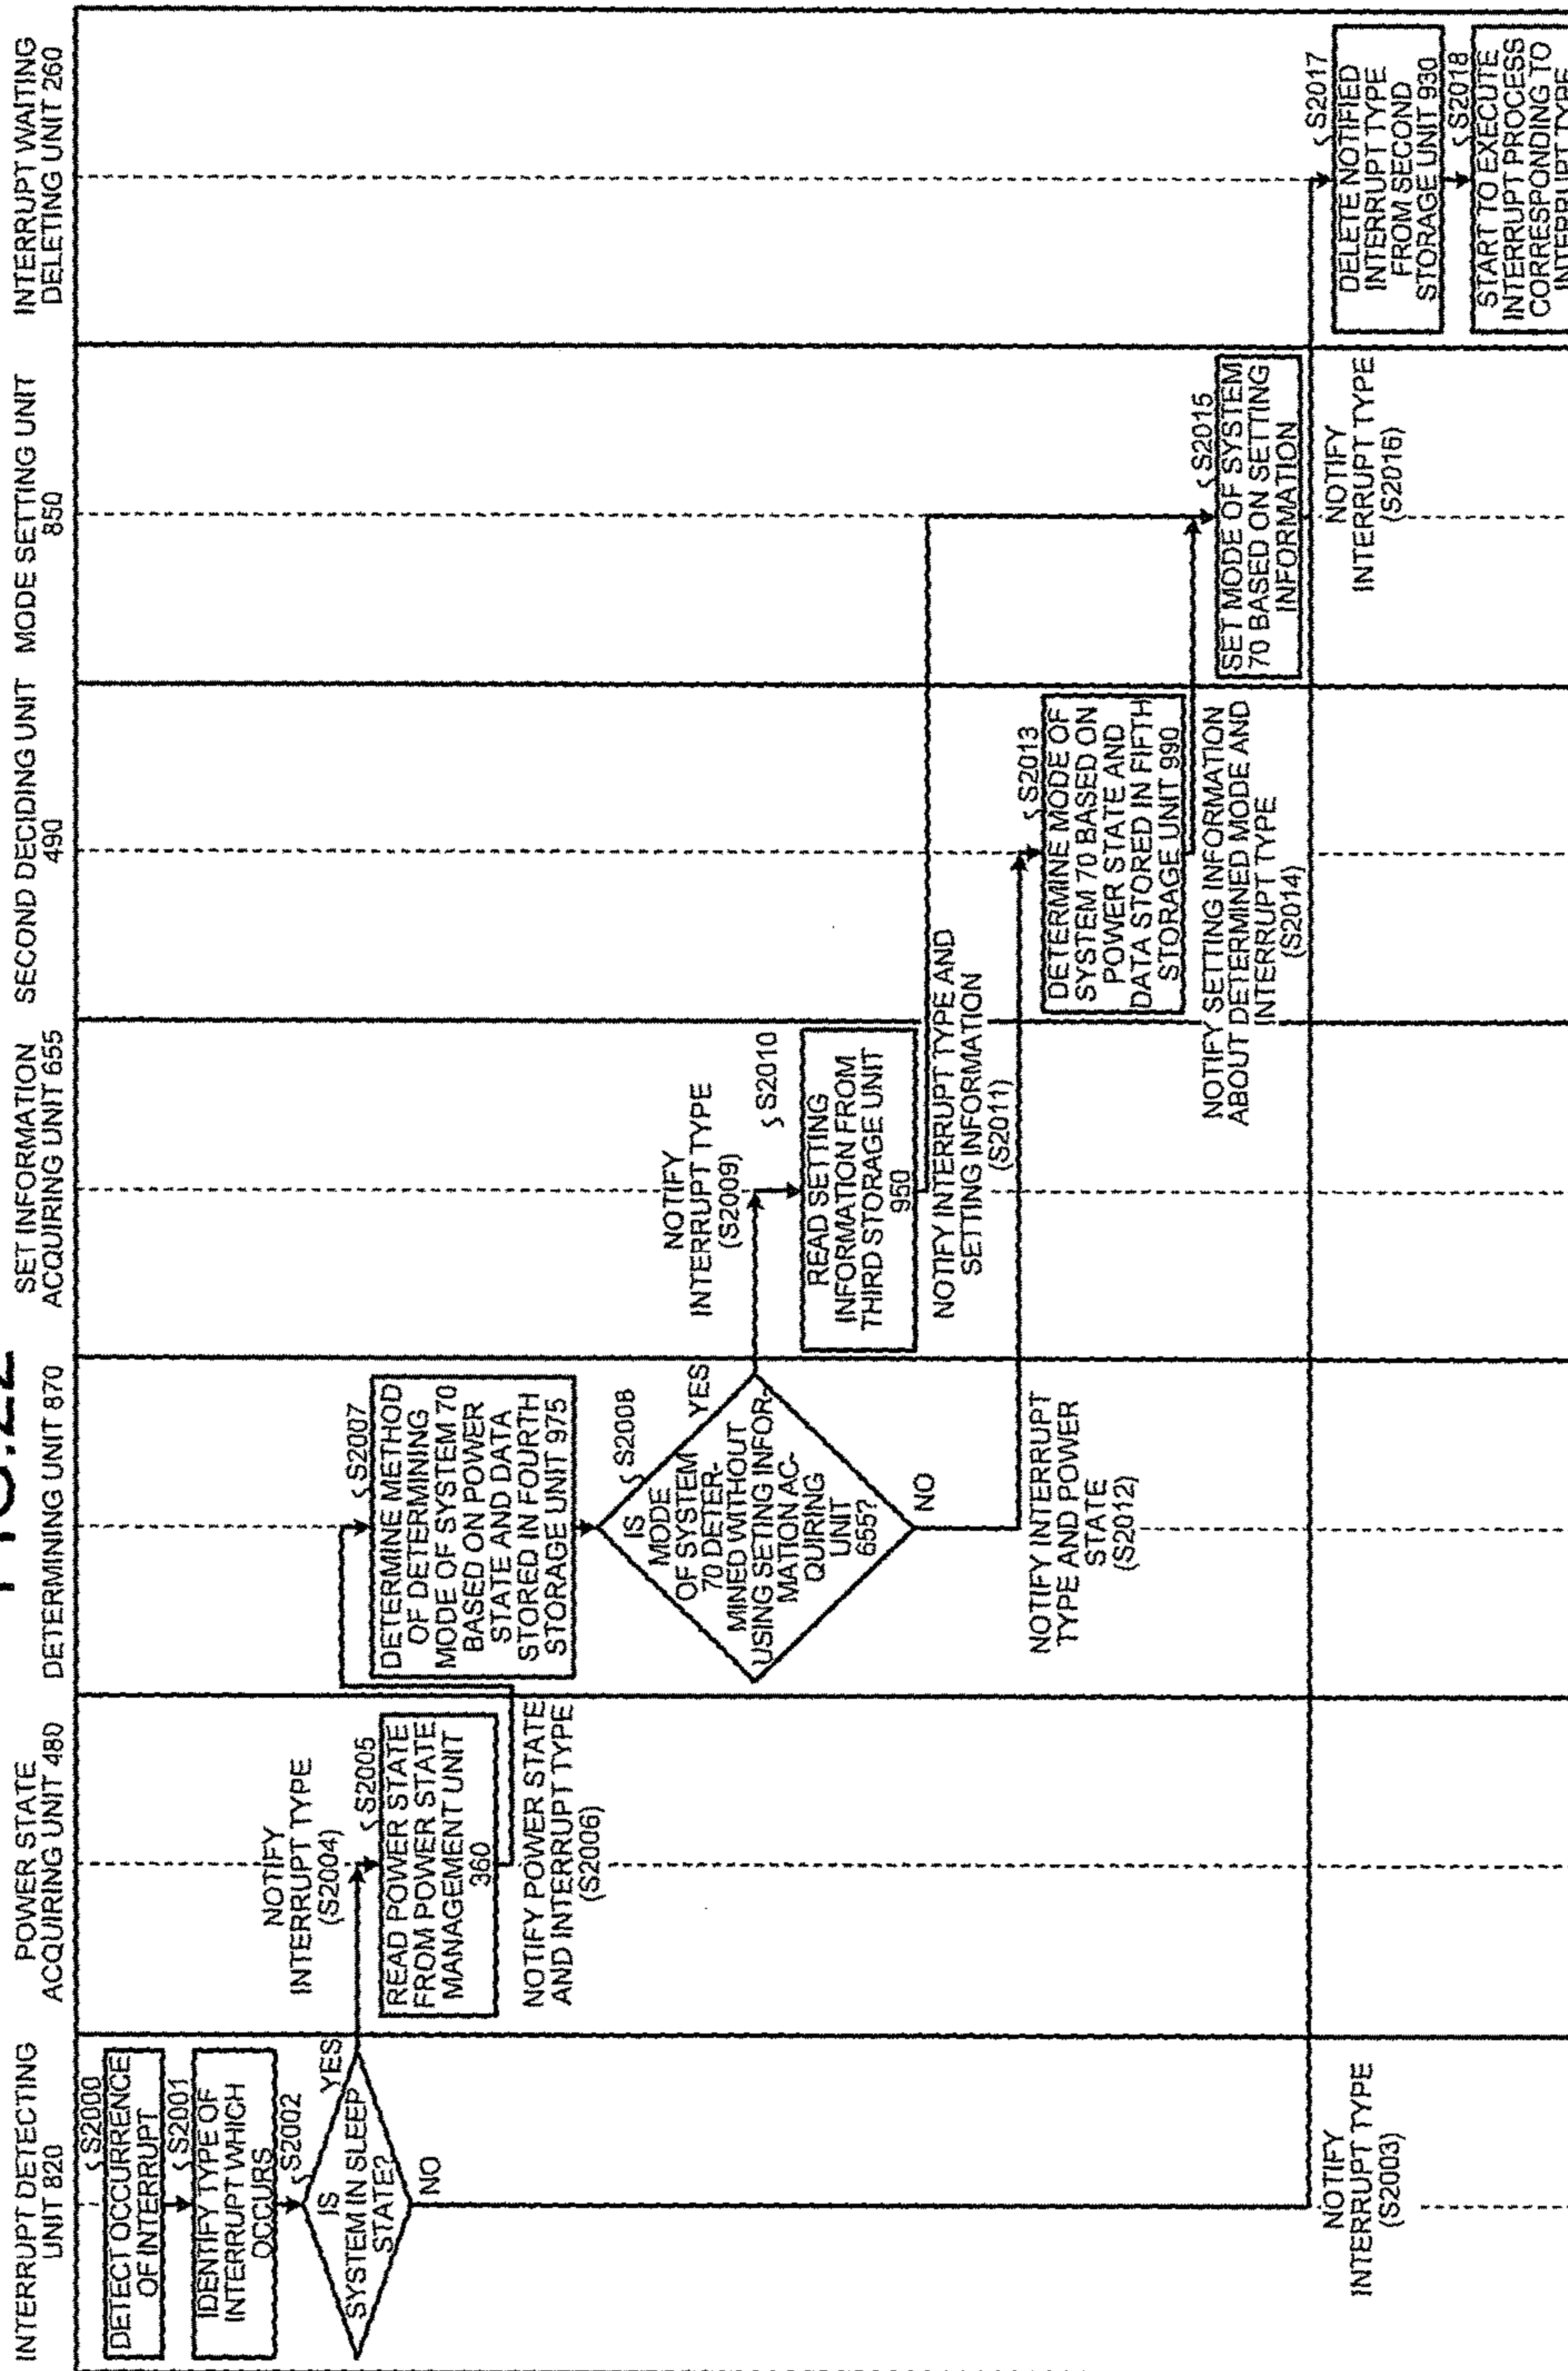 FIG.22
INTERRUPT DETECTING
UNIT 820
POWER STATE
ACQUIRING UNIT 480
DETERMINING UNIT 870
SET INFORMATION
ACQUIRING UNIT 655
SECOND DECIDING UNIT
490
MODE SETTING UNIT
850
INTERRUPT WAITING
DELETING UNIT 260
S2000
DETECT OCCURRENCE
OF INTERRUPT
S2001
IDENTIFY TYPE OF
INTERRUPT WHICH
OCCURS
S2002
IS
SYSTEM IN SLEEP
STATE?
YES
NO
NOTIFY
INTERRUPT TYPE
(S2003)
NOTIFY
INTERRUPT TYPE
(S2004)
S2005
READ POWER STATE
FROM POWER STATE
MANAGEMENT UNIT
360
NOTIFY POWER STATE
AND INTERRUPT TYPE
(S2006)
S2007
DETERMINE METHOD
OF DETERMINING
MODE OF SYSTEM 70
BASED ON POWER
STATE AND DATA
STORED IN FOURTH
STORAGE UNIT 975
S2008
IS
MODE
OF SYSTEM
70 DETER-
MINED WITHOUT
USING SETING INFOR-
MATION AC-
QUIRING
UNIT
655?
YES
NO
NOTIFY
INTERRUPT TYPE
(S2009)
S2010
READ SETTING
INFORMATION FROM
THIRD STORAGE UNIT
950
NOTIFY INTERRUPT TYPE AND
SETTING INFORMATION
(S2011)
NOTIFY INTERRUPT
TYPE AND POWER
STATE
(S2012)
S2013
DETERMINE MODE OF
SYSTEM 70 BASED ON
POWER STATE AND
DATA STORED IN FIFTH
STORAGE UNIT 990
NOTIFY SETTING INFORMATION
ABOUT DETERMINED MODE AND
INTERRUPT TYPE
(S2014)
S2015
SET MODE OF SYSTEM
70 BASED ON SETTING
INFORMATION
NOTIFY
INTERRUPT TYPE
(S2016)
S2017
DELETE NOTIFIED
INTERRUPT TYPE
FROM SECOND
STORAGE UNIT 930
S2018
START TO EXECUTE
INTERRUPT PROCESS
CORRESPONDING TO
INTERRUPT TYPE